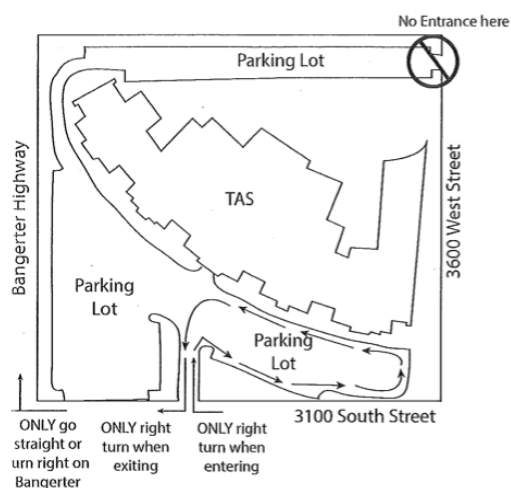 No Entrance here
Parking Lot
Bangerter Highway
TAS
3600 West Street
Parking
Lot
Parking
Lot
3100 South Street
ONLY go
straight or
urn right on
Bangerter
ONLY right
turn when
exiting
ONLY right
turn when
entering